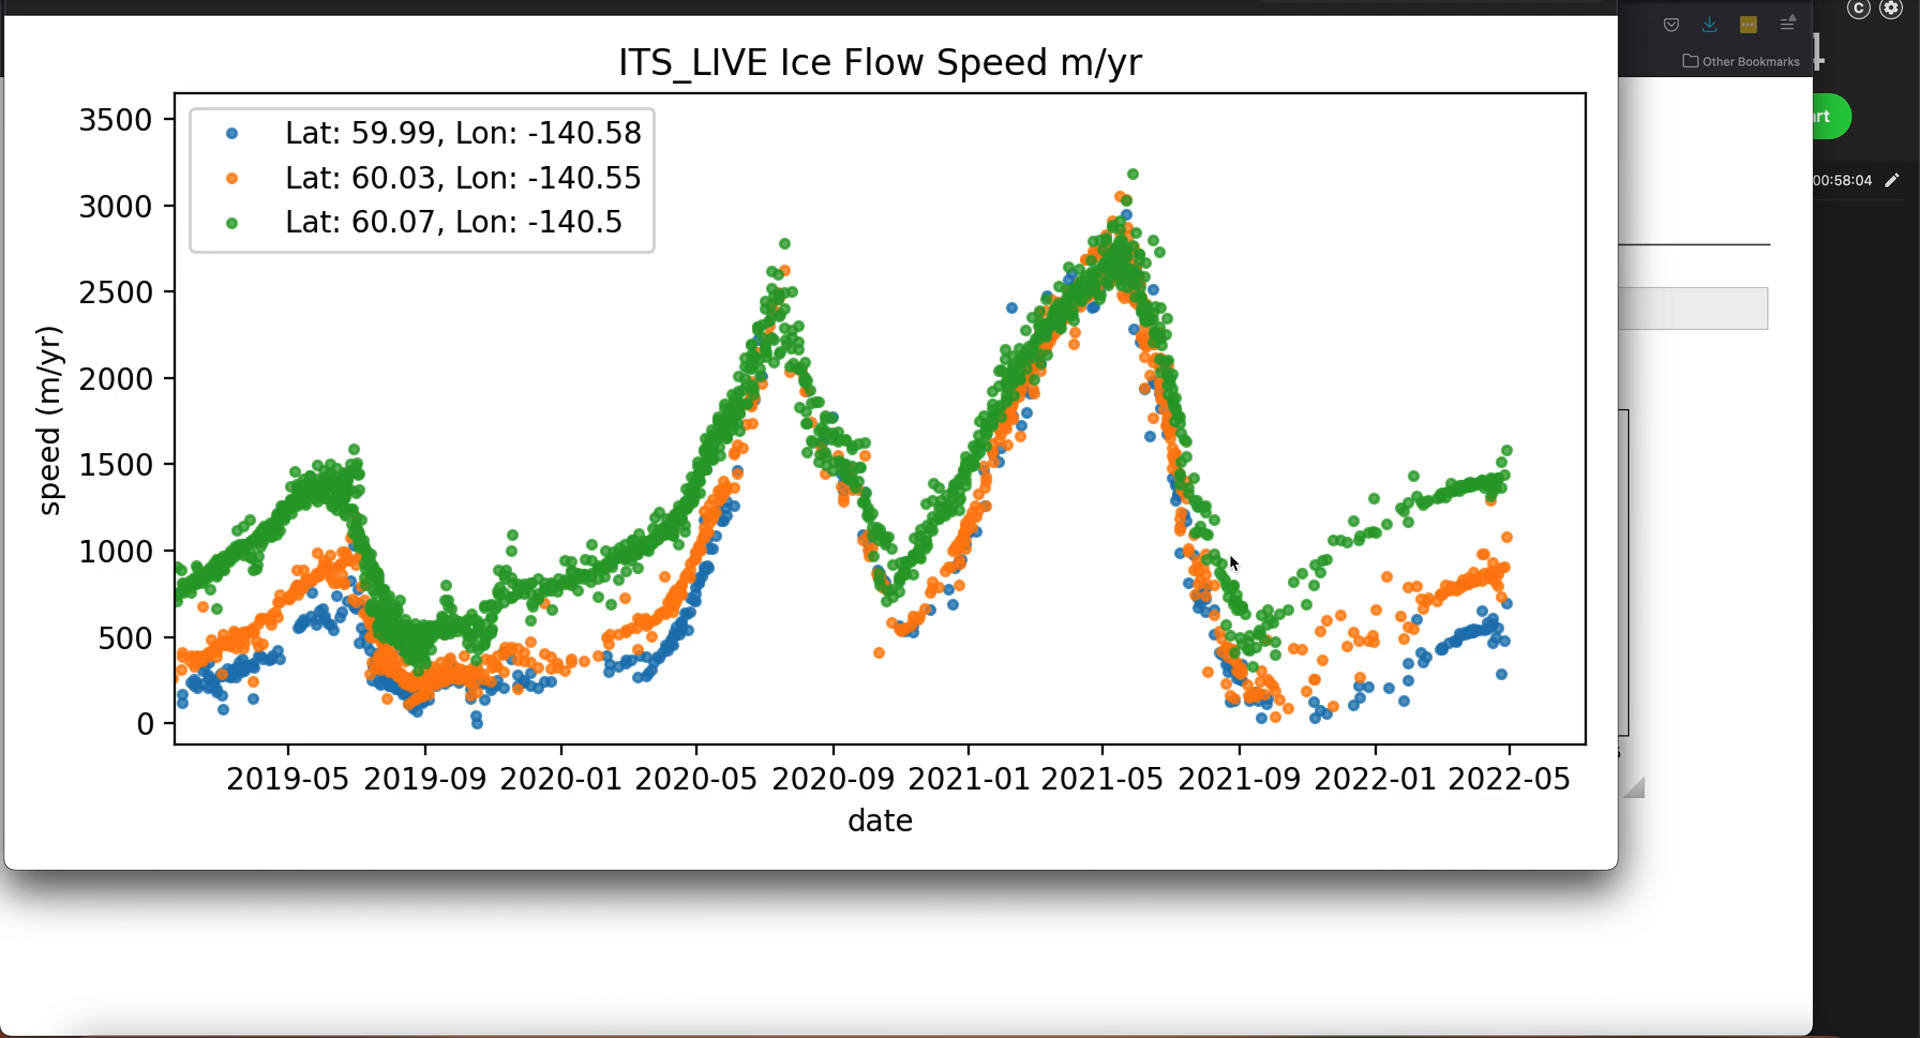 ITS_LIVE Ice Flow Speed m/yr
3500
3000
2500
2000
1500
1000
500
0
speed (m/yr)
Lat: 59.99, Lon: -140.58
Lat: 60.03, Lon: -140.55
Lat: 60.07, Lon: -140.5
2019-05 2019-09 2020-01 2020-05 2020-09 2021-01 2021-05 2021-09 2022-01 2022-05
date
Other Bookmarks
C
00:58:04